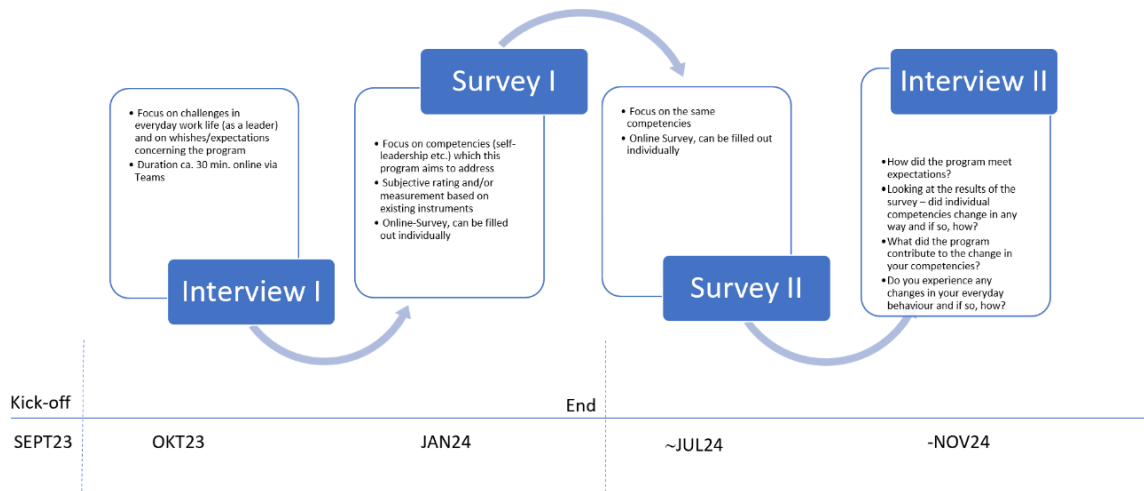 • Focus on challenges in
everyday work life (as a leader)
and on whishes/expectations
concerning the program
• Duration ca. 30 min. online via
Teams
Interview I
Survey I
• Focus on competencies (self-
leadership etc.) which this
program aims to address
• Subjective rating and/or
measurement based on
existing instruments
• Online-Survey, can be filled
out individually
• Focus on the same
competencies
• Online Survey, can be filled out
individually
Survey II
Interview II
•How did the program meet
expectations?
•Looking at the results of the
survey – did individual
competencies change in any
way and if so, how?
•What did the program
contribute to the change in
your competencies?
•Do you experience any
changes in your everyday
behaviour and if so, how?
Kick-off
End
SEPT23
OKT23
JAN24
~JUL24
-NOV24